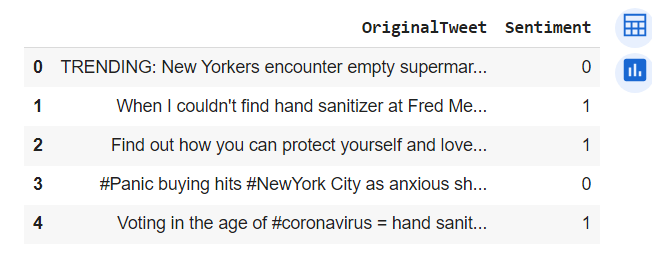 OriginalTweet Sentiment
0 TRENDING: New Yorkers encounter empty supermar... 0
1 When I couldn't find hand sanitizer at Fred Me... 1
2 Find out how you can protect yourself and love... 1
3 #Panic buying hits #NewYork City as anxious sh... 0
4 Voting in the age of #coronavirus = hand sanit... 1